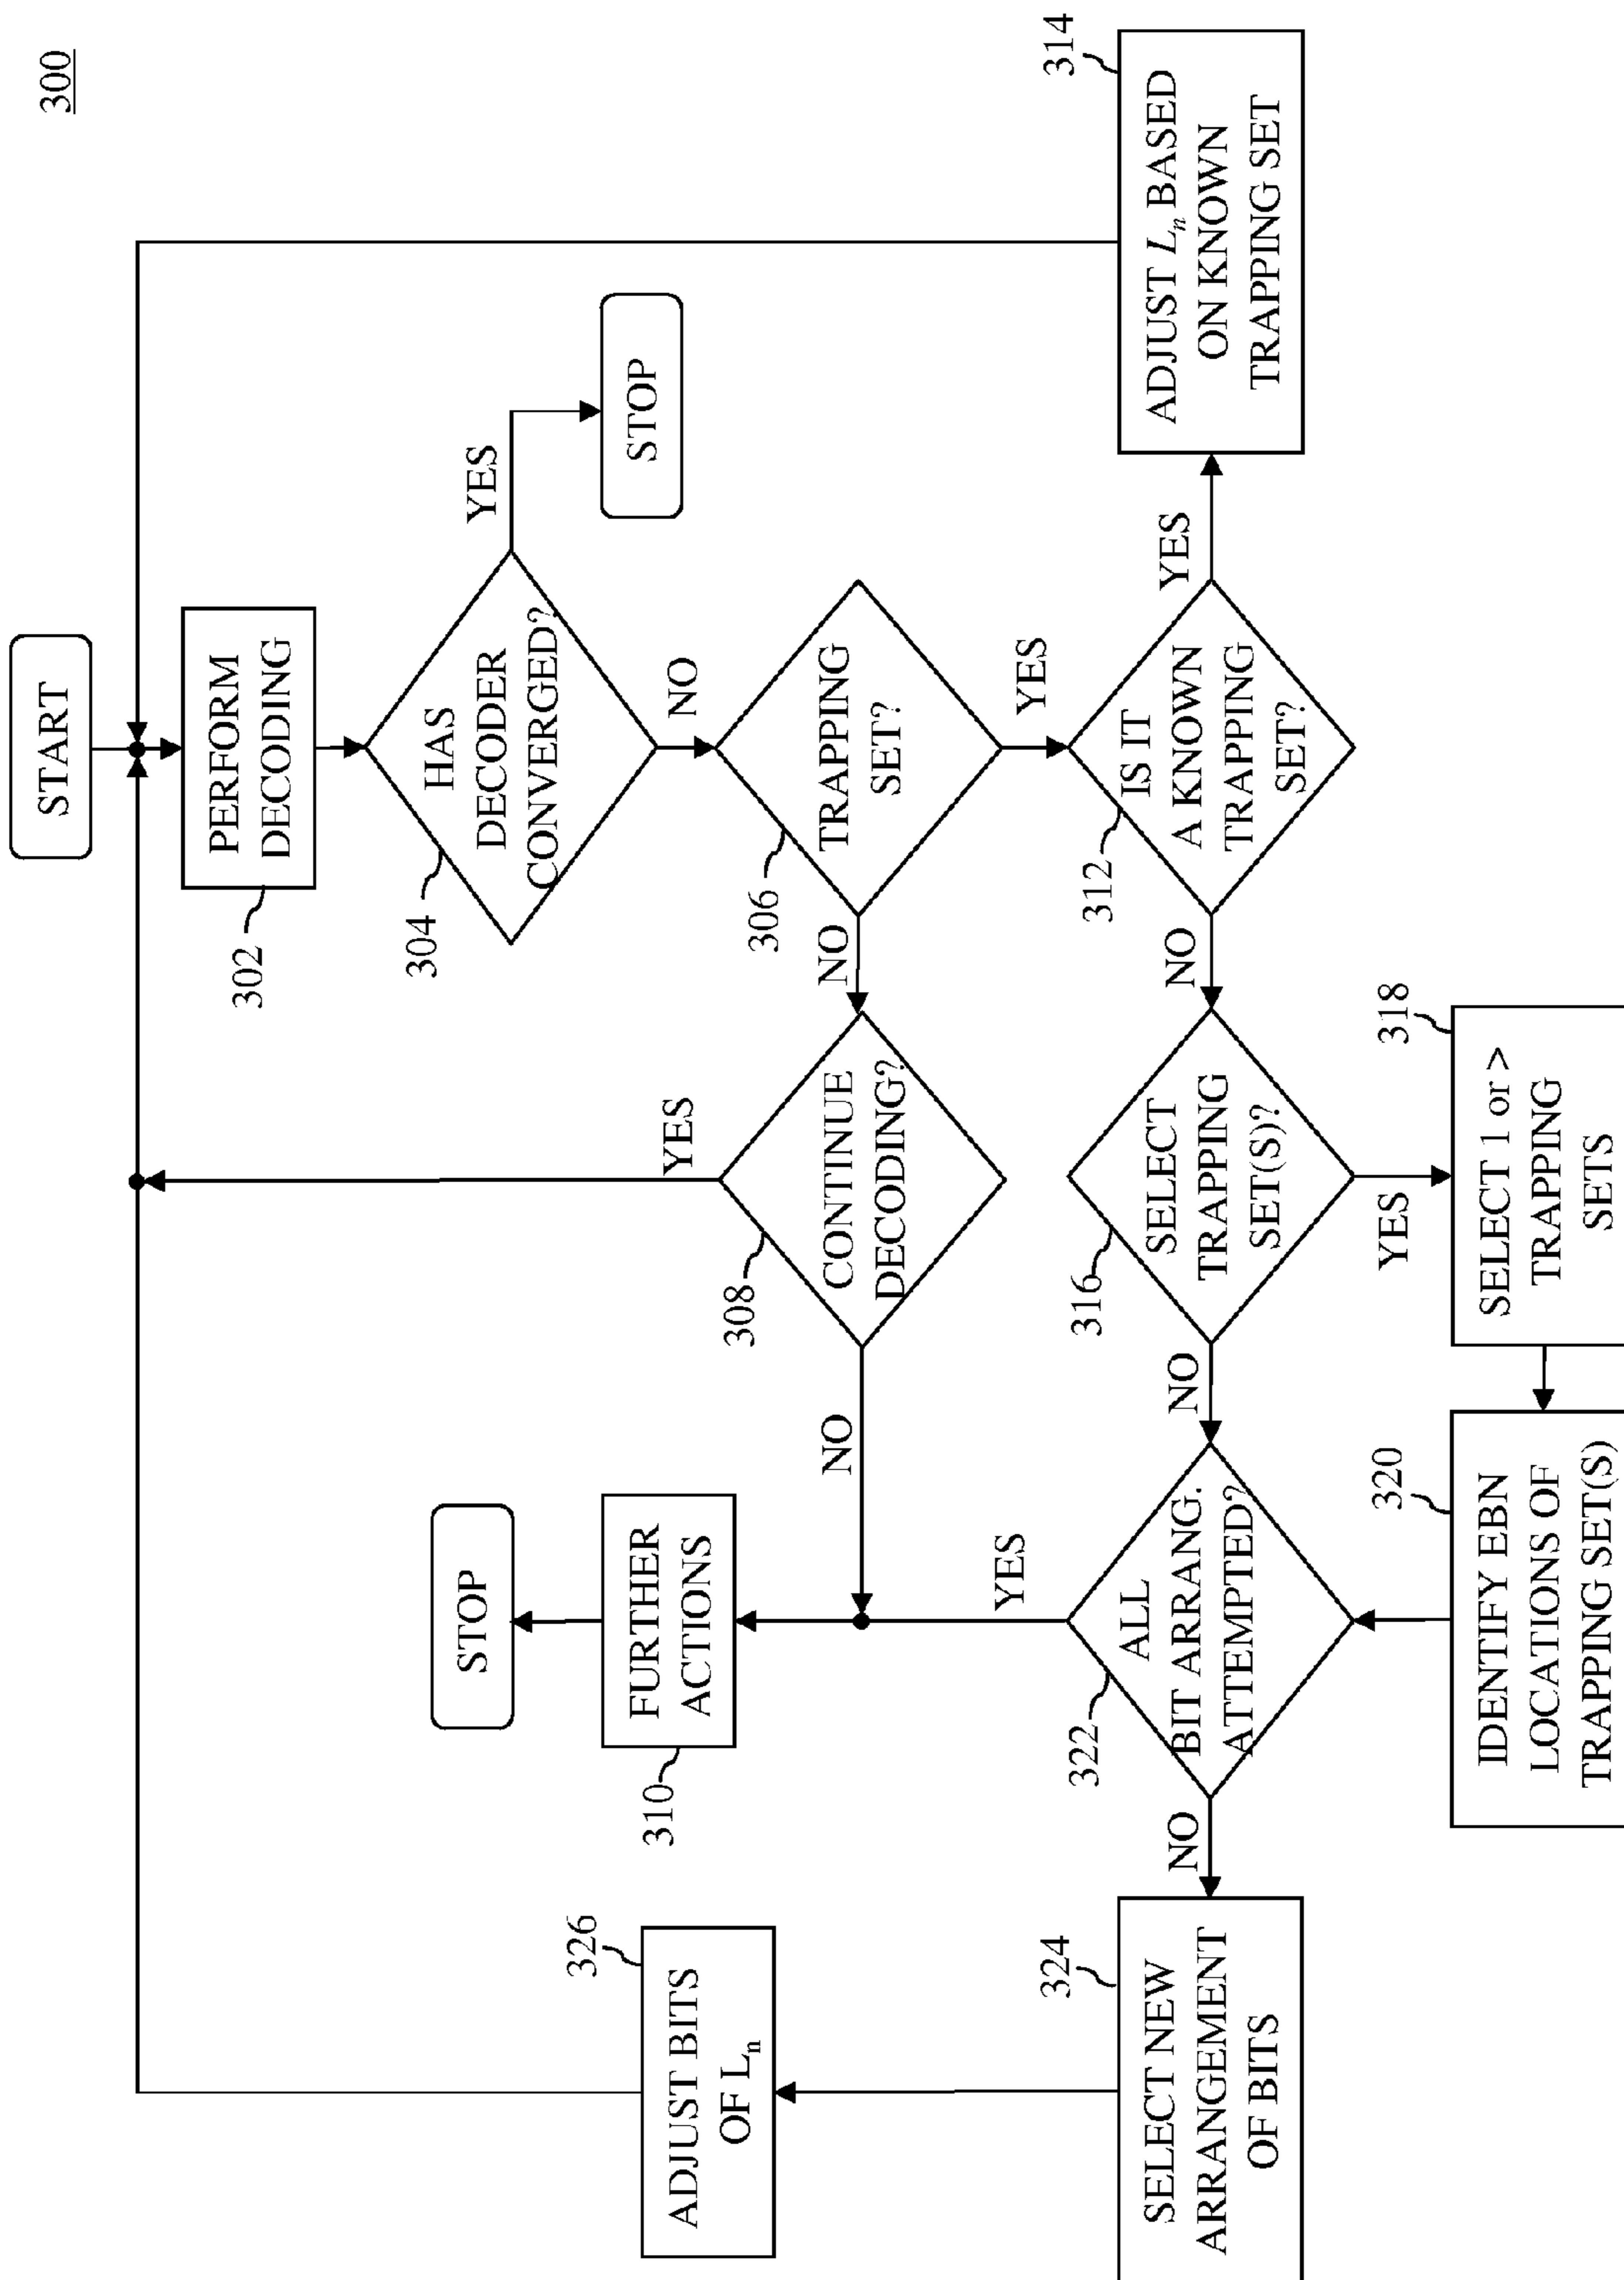 300
START
PERFORM
DECODING
302
HAS
DECODER
CONVERGED?
304
YES
STOP
NO
TRAPPING
SET?
306
NO
CONTINUE
DECODING?
308
YES
NO
FURTHER
ACTIONS
310
STOP
YES
IS IT
A KNOWN
TRAPPING
SET?
312
YES
ADJUST Ln BASED
ON KNOWN
TRAPPING SET
314
NO
SELECT
TRAPPING
SET(S)?
316
YES
SELECT 1 or >
TRAPPING
SETS
318
IDENTIFY EBN
LOCATIONS OF
TRAPPING SET(S)
320
NO
ALL
BIT ARRANG.
ATTEMPTED?
322
YES
NO
SELECT NEW
ARRANGEMENT
OF BITS
324
ADJUST BITS
OF Ln
326